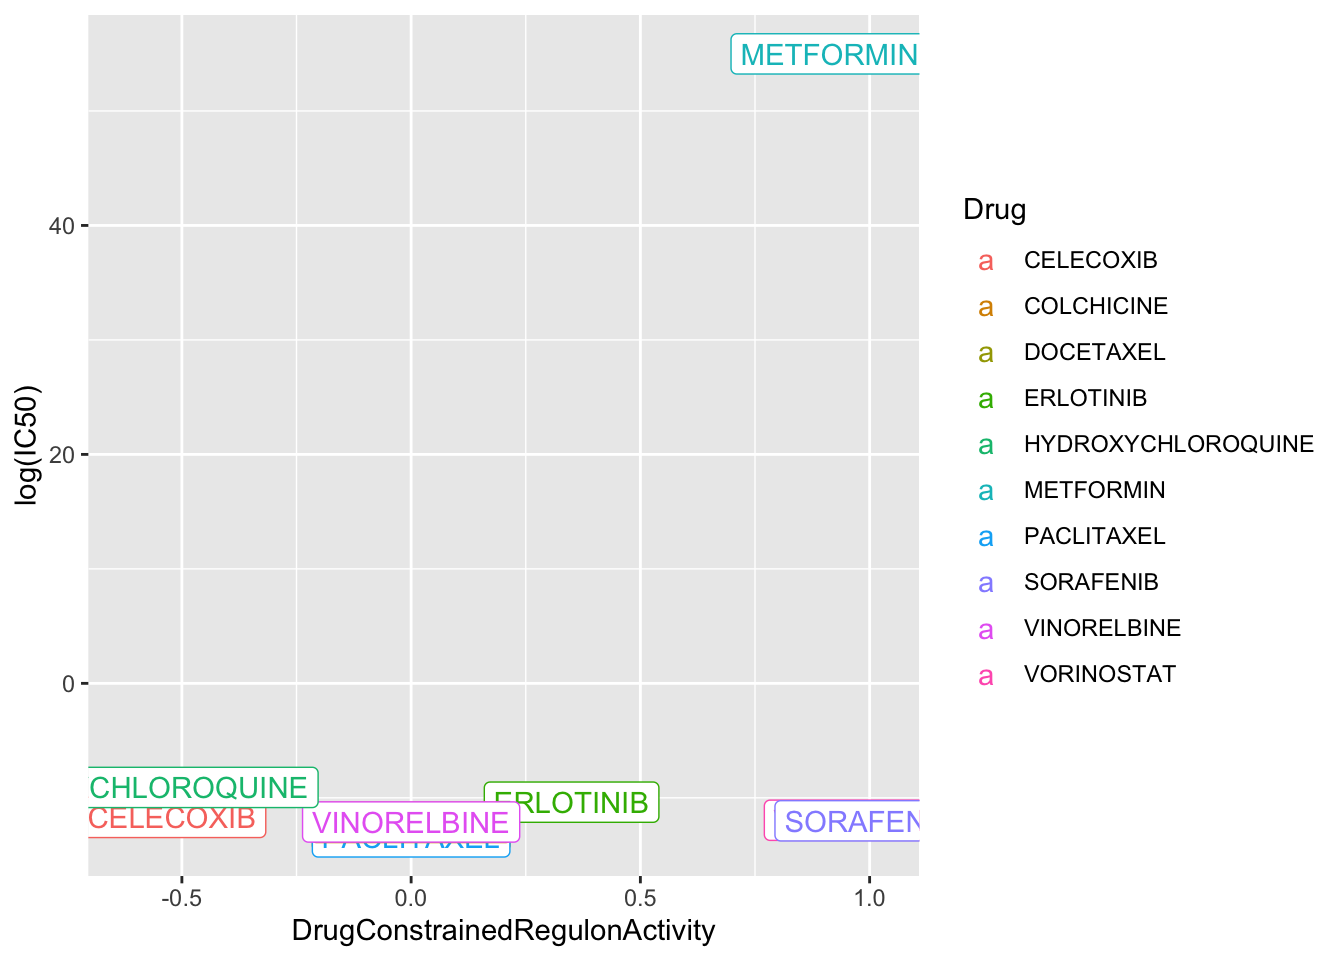 METFORMIN
40
20
0
log(IC50)
CHLOROQUINE
CELECOXIB
VINORELBINE
PACLITAXEL
ERLOTINIB
SORAFEN
-0.5
0.0
0.5
1.0
DrugConstrainedRegulonActivity
Drug
a CELECOXIB
a COLCHICINE
a DOCETAXEL
a ERLOTINIB
a HYDROXYCHLOROQUINE
a METFORMIN
a PACLITAXEL
a SORAFENIB
a VINORELBINE
a VORINOSTAT